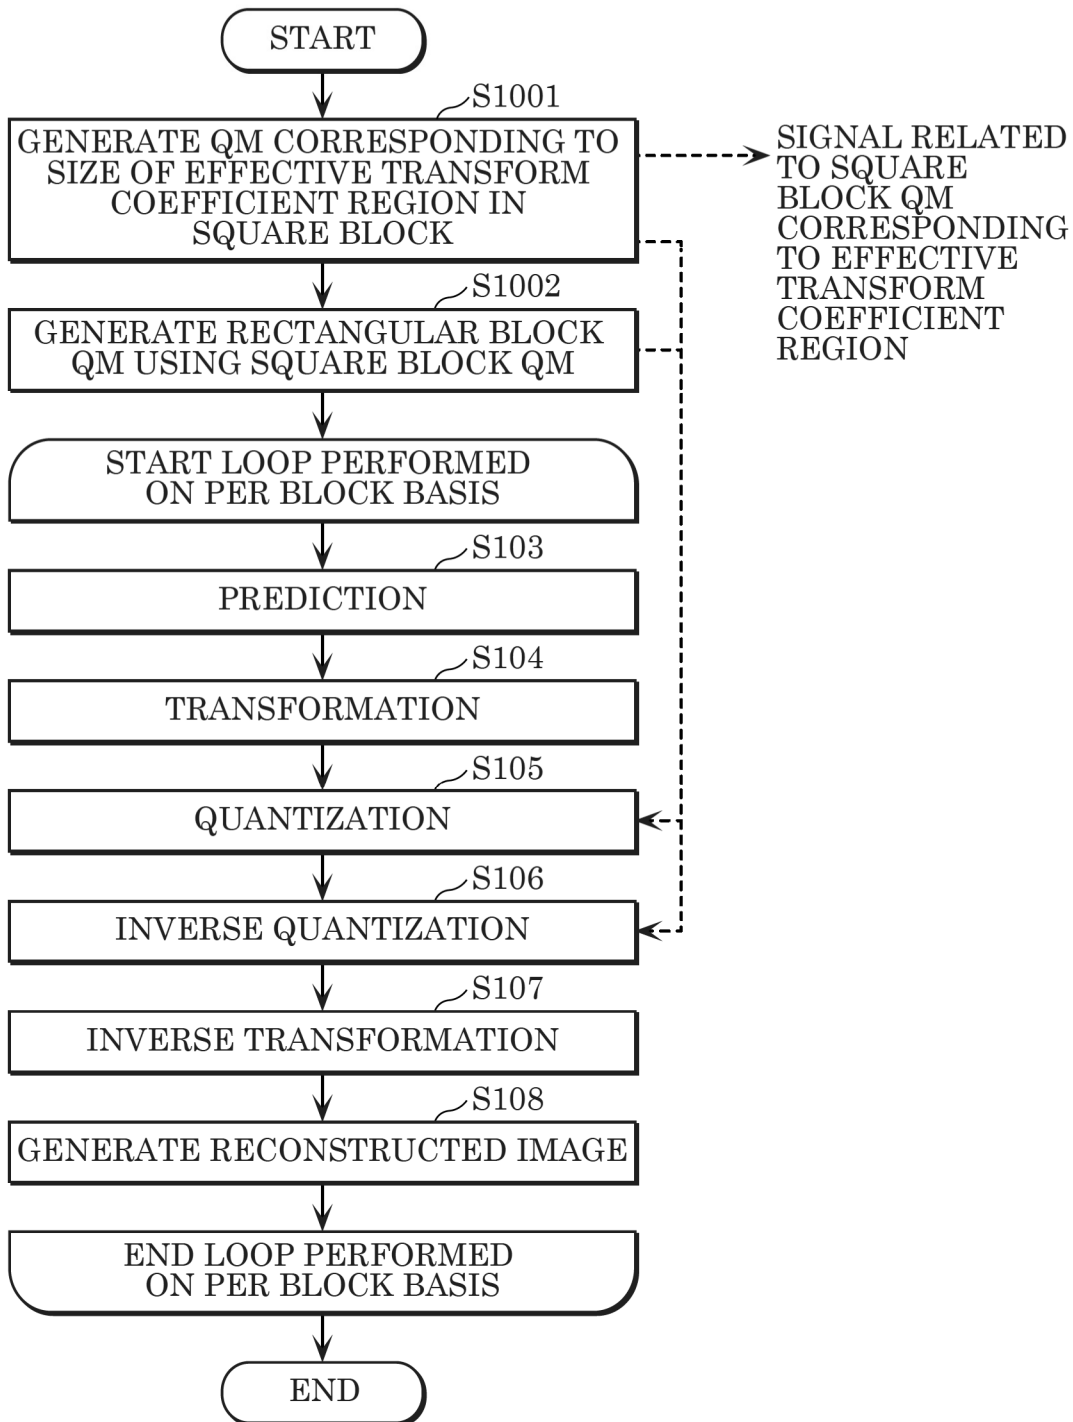 START
S1001
GENERATE QM CORRESPONDING TO
SIZE OF EFFECTIVE TRANSFORM
COEFFICIENT REGION IN
SQUARE BLOCK
SIGNAL RELATED
TO SQUARE
BLOCK QM
CORRESPONDING
TO EFFECTIVE
TRANSFORM
COEFFICIENT
REGION
S1002
GENERATE RECTANGULAR BLOCK
QM USING SQUARE BLOCK QM
START LOOP PERFORMED
ON PER BLOCK BASIS
S103
PREDICTION
S104
TRANSFORMATION
S105
QUANTIZATION
S106
INVERSE QUANTIZATION
S107
INVERSE TRANSFORMATION
S108
GENERATE RECONSTRUCTED IMAGE
END LOOP PERFORMED
ON PER BLOCK BASIS
END